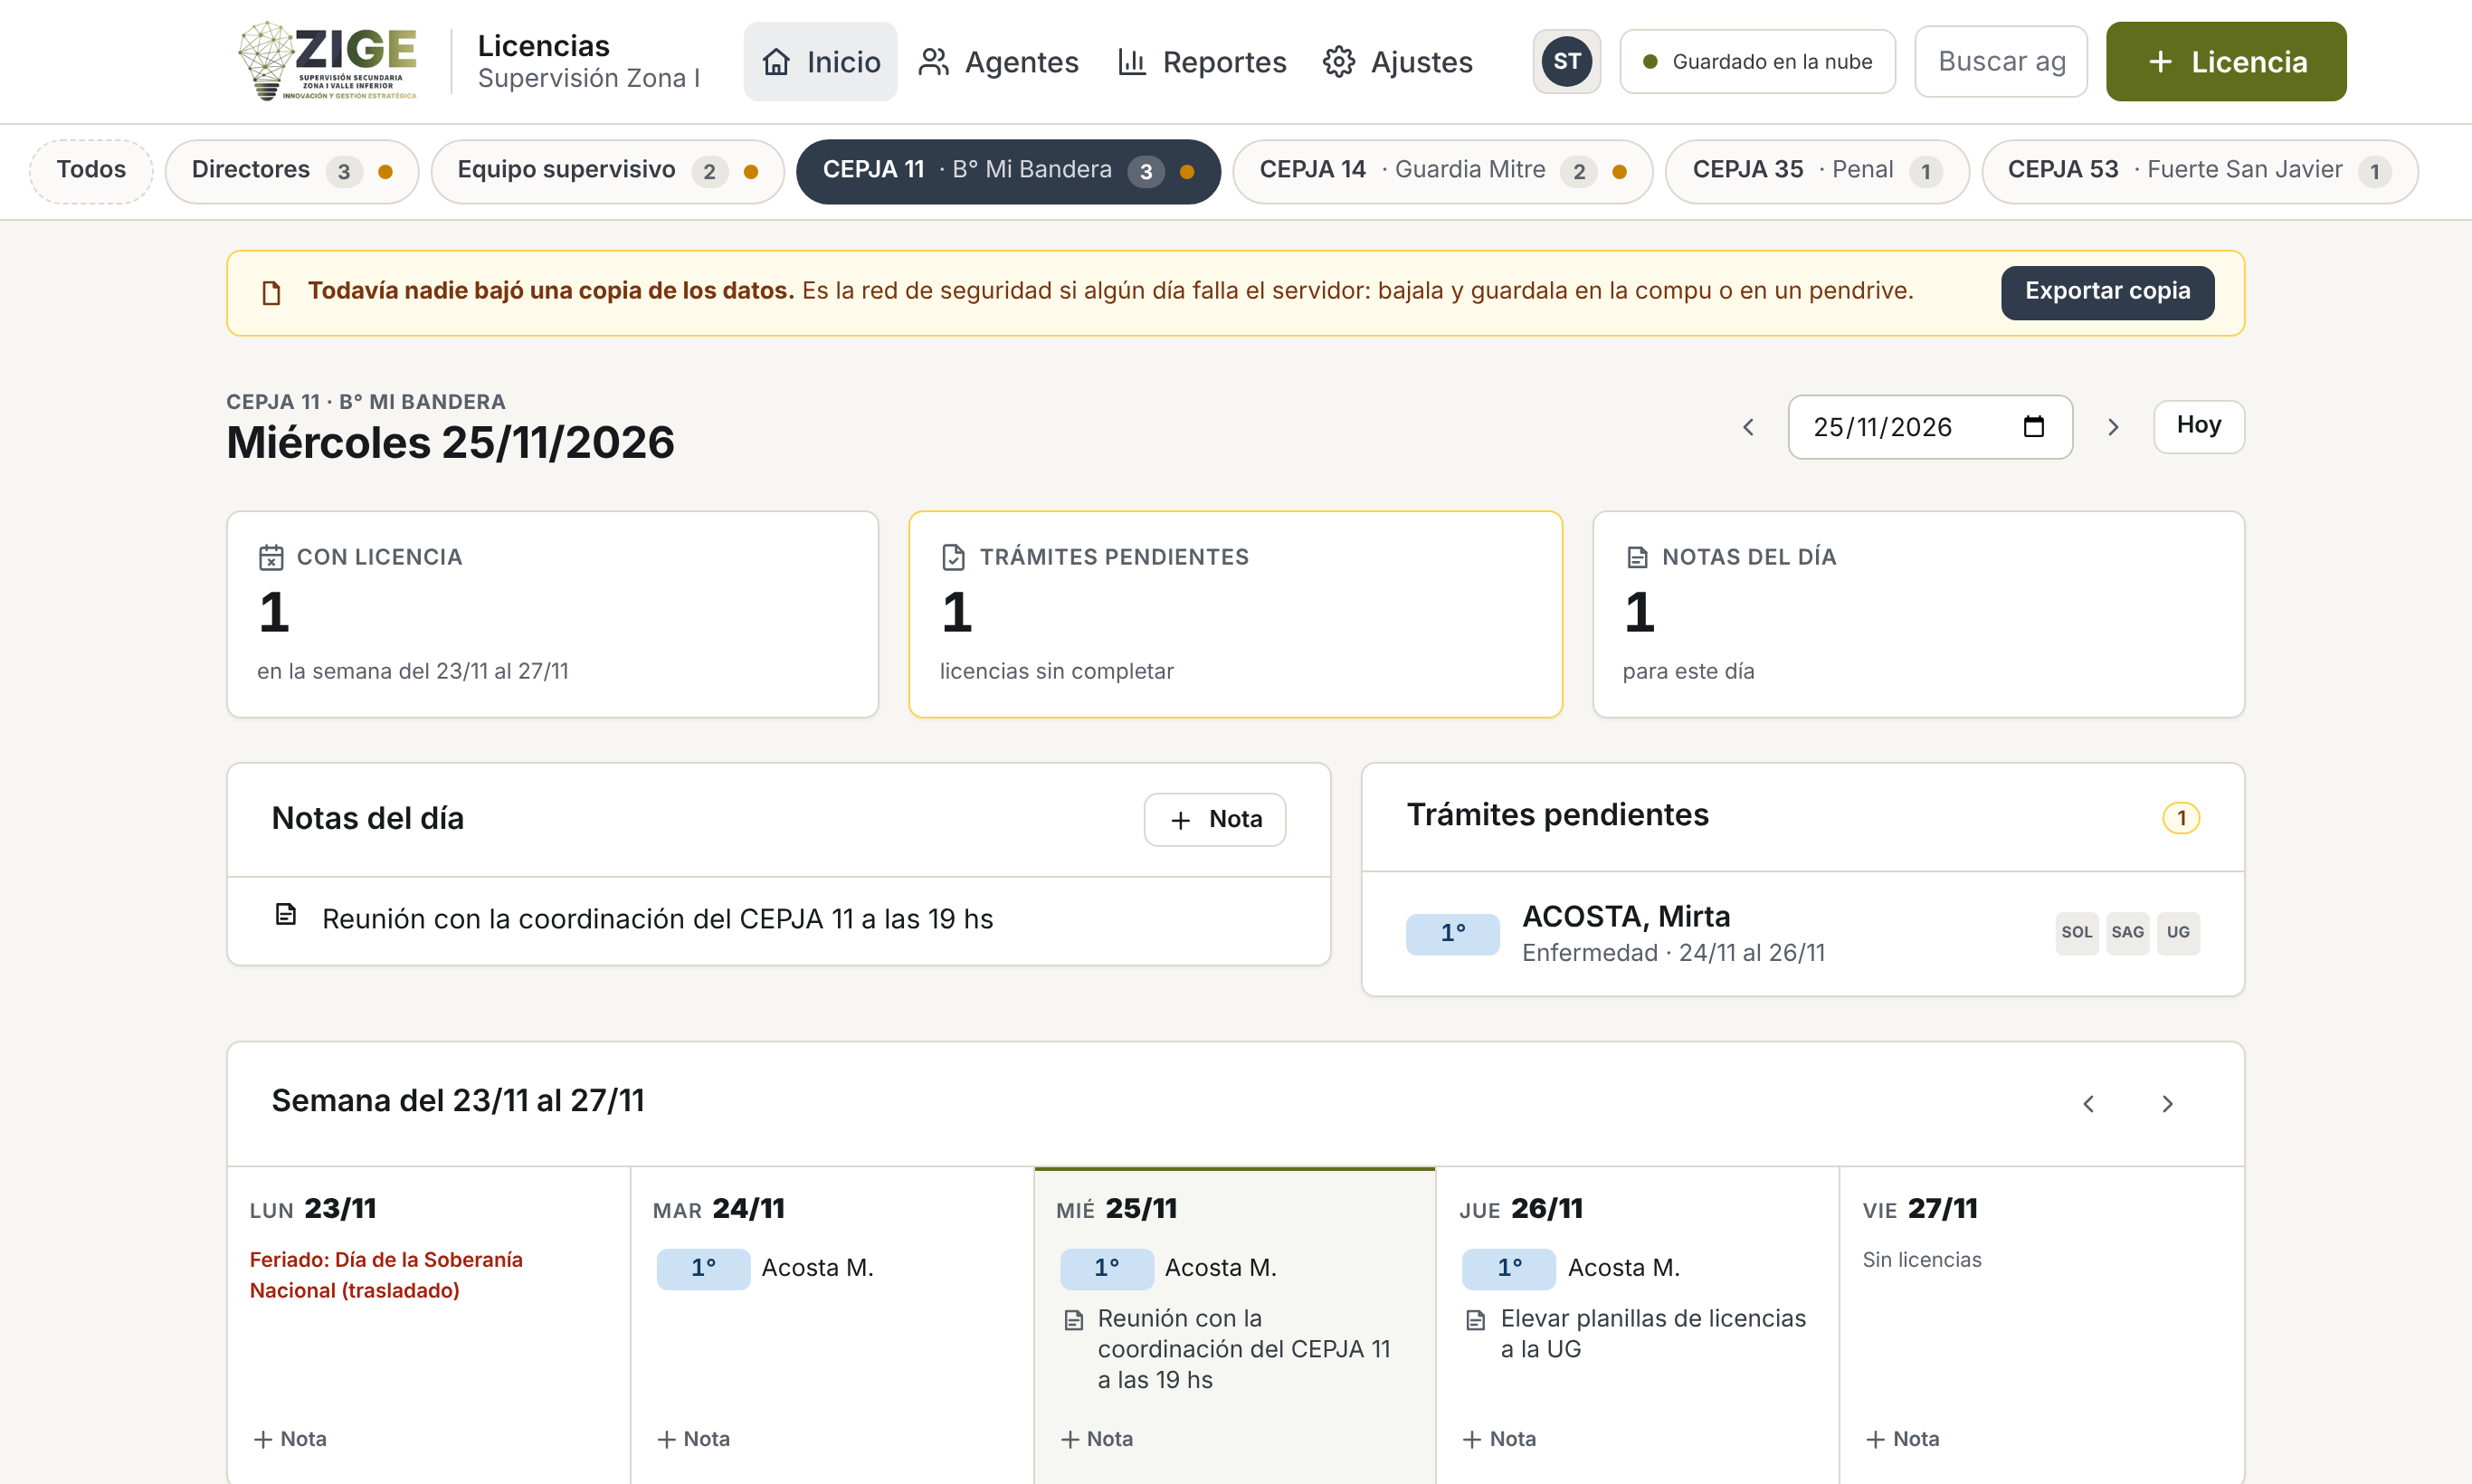 ZIGE
SUPERVISIÓN SECUNDARIA
ZONA I VALLE INFERIOR
INNOVACIÓN Y GESTIÓN ESTRATÉGICA
Licencias
Supervisión Zona I
Inicio
Agentes
Reportes
Ajustes
ST
Guardado en la nube
Buscar ag
+ Licencia
Todos
Directores 3
Equipo supervisivo 2
CEPJA 11 · B° Mi Bandera 3
CEPJA 14 · Guardia Mitre 2
CEPJA 35 · Penal 1
CEPJA 53 · Fuerte San Javier 1
Todavía nadie bajó una copia de los datos. Es la red de seguridad si algún día falla el servidor: bajala y guardala en la compu o en un pendrive.
Exportar copia
CEPJA 11 · B° MI BANDERA
Miércoles 25/11/2026
25/11/2026
Hoy
CON LICENCIA
1
en la semana del 23/11 al 27/11
TRÁMITES PENDIENTES
1
licencias sin completar
NOTAS DEL DÍA
1
para este día
Notas del día
+ Nota
Reunión con la coordinación del CEPJA 11 a las 19 hs
Trámites pendientes
1
1°
ACOSTA, Mirta
Enfermedad · 24/11 al 26/11
SOL SAG UG
Semana del 23/11 al 27/11
LUN 23/11
Feriado: Día de la Soberanía
Nacional (trasladado)
+ Nota
MAR 24/11
1° Acosta M.
+ Nota
MIÉ 25/11
1° Acosta M.
Reunión con la
coordinación del CEPJA 11
a las 19 hs
+ Nota
JUE 26/11
1° Acosta M.
Elevar planillas de licencias
a la UG
+ Nota
VIE 27/11
Sin licencias
+ Nota